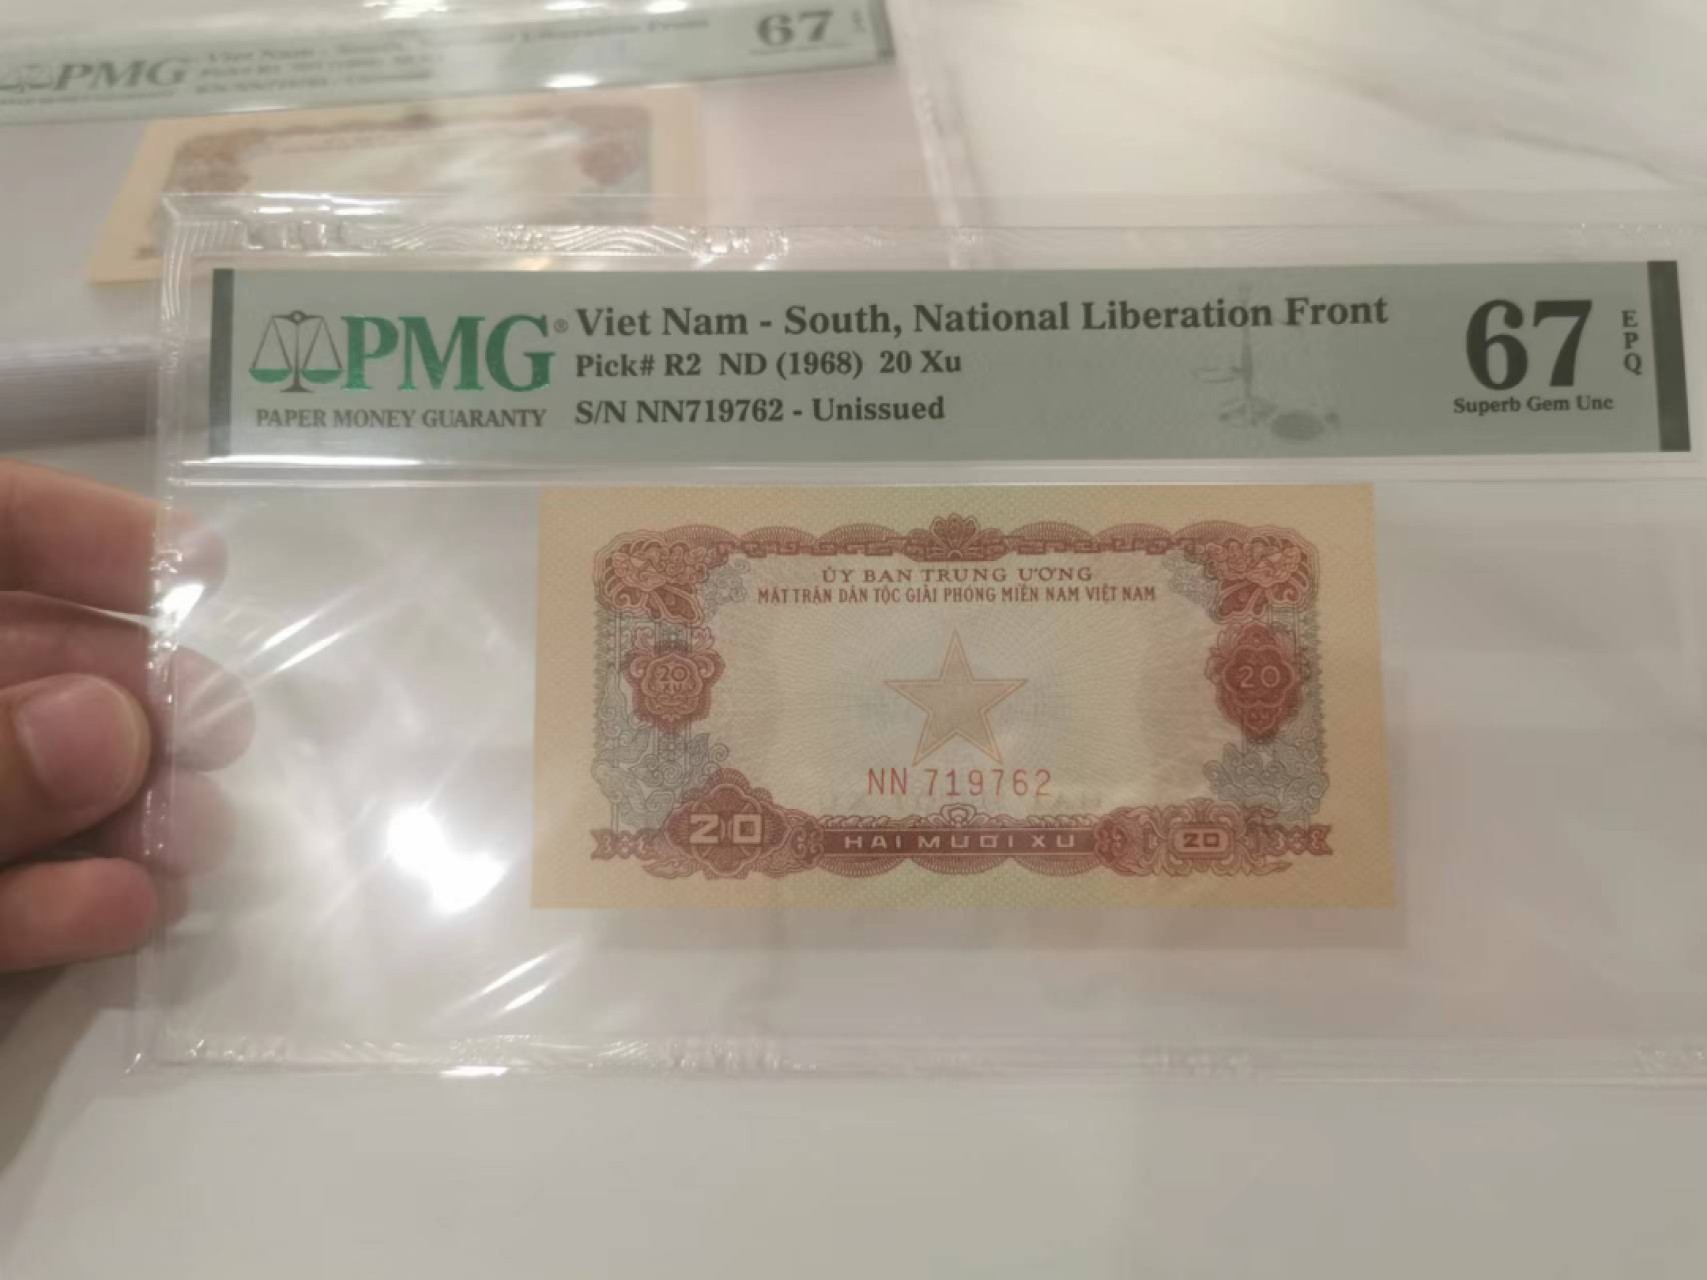 PMG
67
PMG® Viet Nam - South, National Liberation Front
Pick# R2 ND (1968) 20 Xu
PAPER MONEY GUARANTY
S/N NN719762 - Unissued
67
EPQ
Superb Gem Unc
ỦY BAN TRUNG ƯƠNG
MẶT TRẬN DÂN TỘC GIẢI PHÓNG MIỀN NAM VIỆT NAM
20
XU
20
NN 719762
20
HAI MƯƠI XU
20